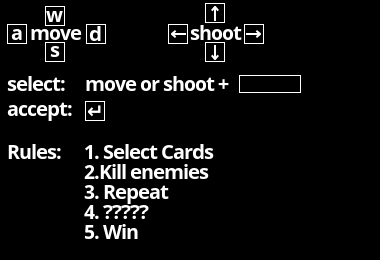 w ↑
a move d ← shoot →
s ↓
select: move or shoot +
accept: ↵
Rules: 1. Select Cards
2.Kill enemies
3. Repeat
4. ?????
5. Win